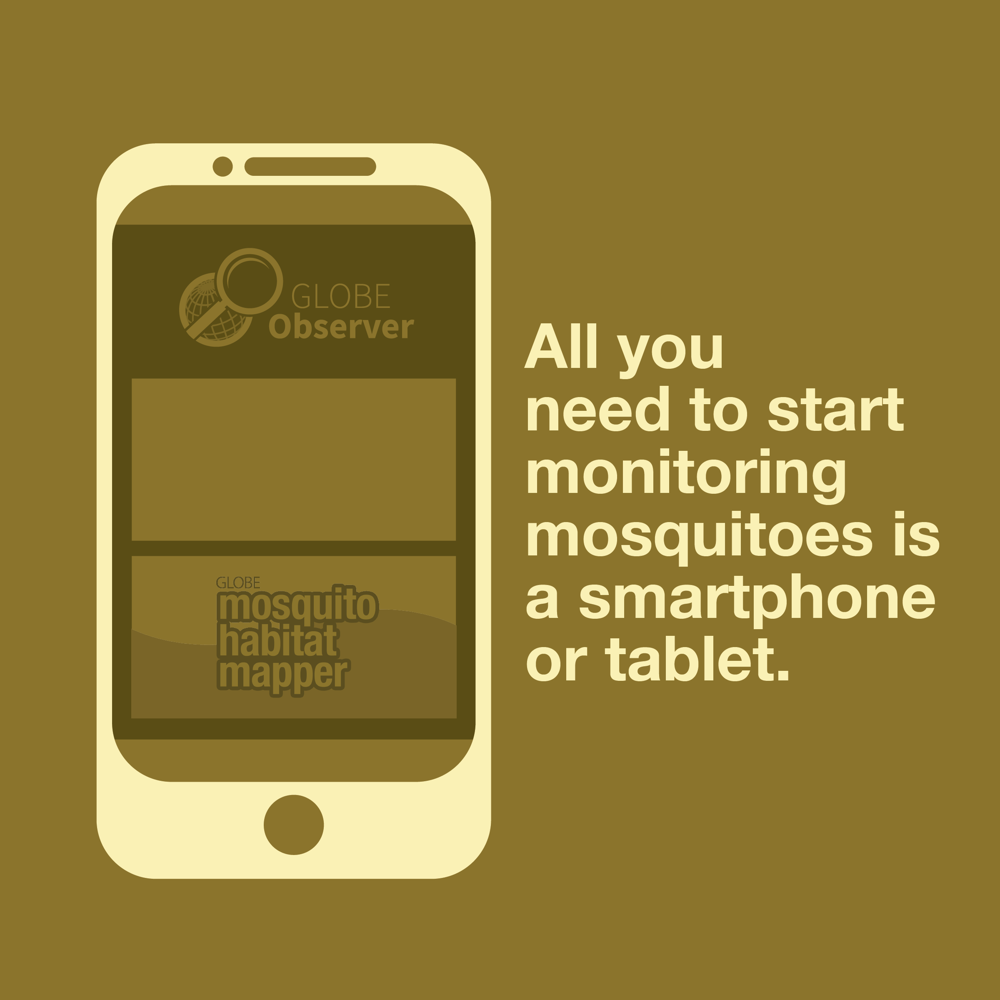 GLOBE
Observer
GLOBE
mosquito
habitat
mapper
All you
need to start
monitoring
mosquitoes is
a smartphone
or tablet.